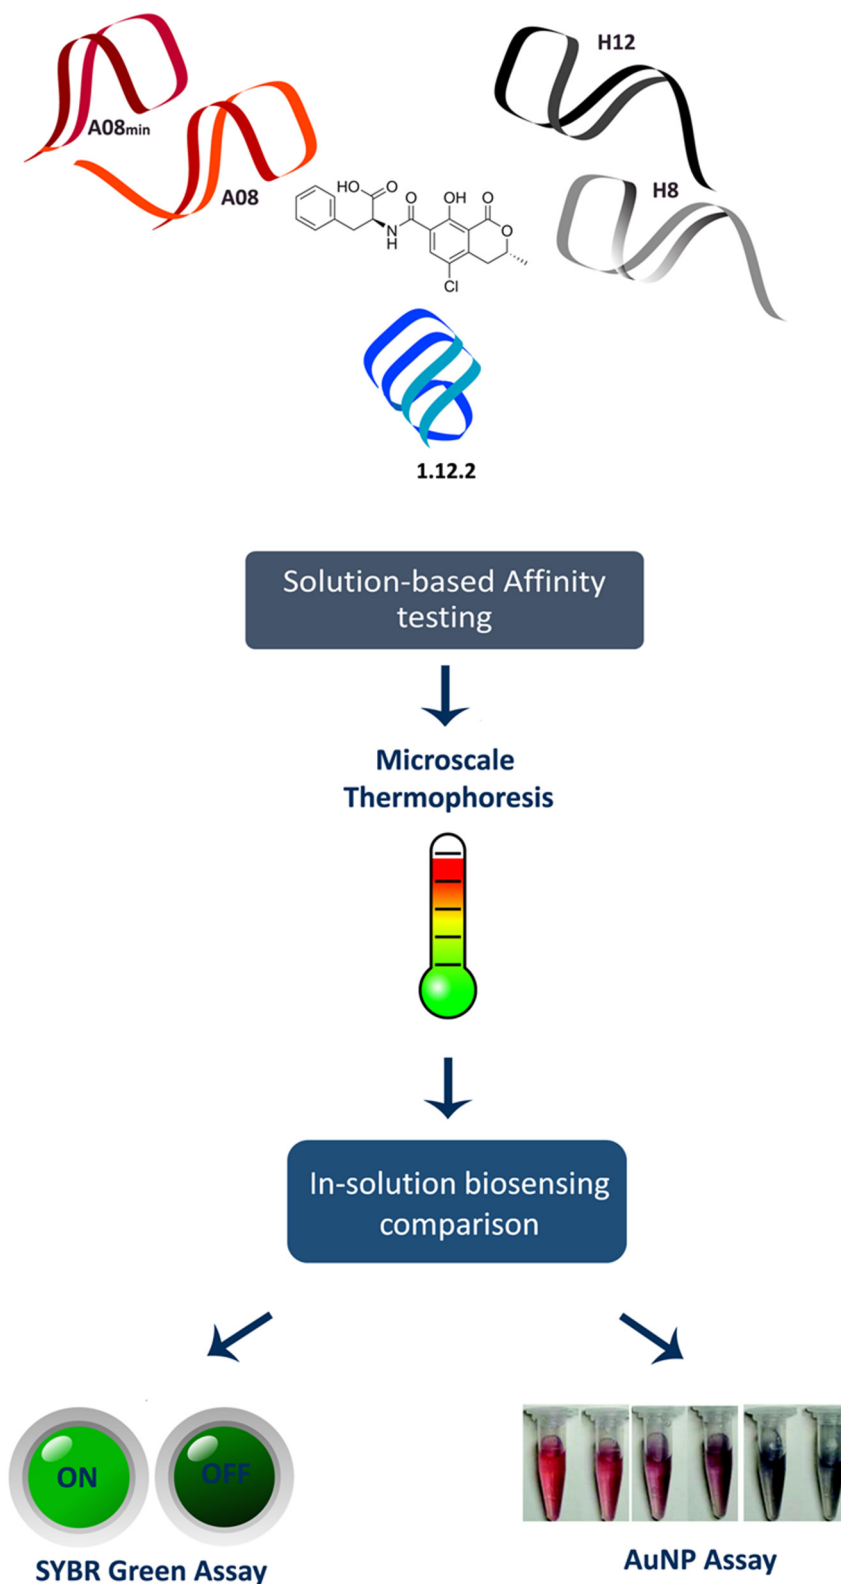 H12
A08min
A08
H8
HO
O
O
OH
O
O
N
H
Cl
1.12.2
Solution-based Affinity
testing
Microscale
Thermophoresis
In-solution biosensing
comparison
ON
OFF
SYBR Green Assay
AuNP Assay